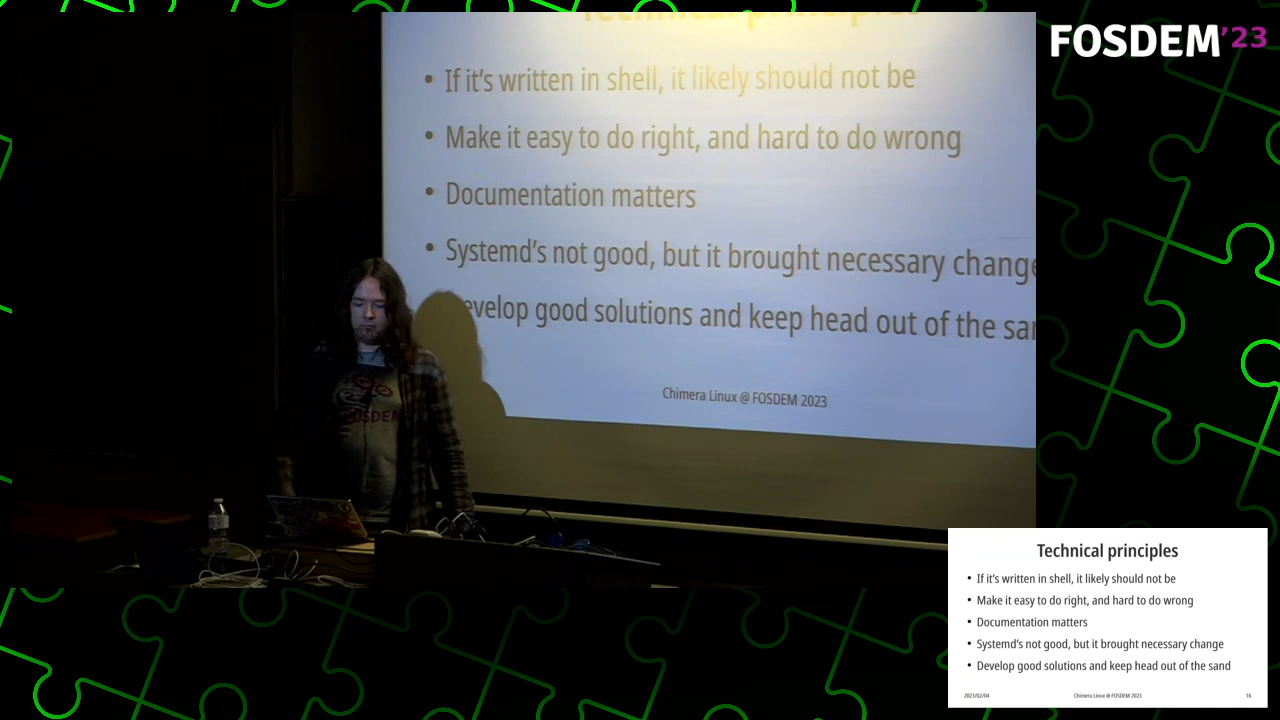 FOSDEM'23
Technical principles
• If it's written in shell, it likely should not be
• Make it easy to do right, and hard to do wrong
• Documentation matters
• Systemd's not good, but it brought necessary change
evelop good solutions and keep head out of the sa
Chimera Linux @ FOSDEM 2023
FOSDEM
Technical principles
• If it's written in shell, it likely should not be
• Make it easy to do right, and hard to do wrong
• Documentation matters
• Systemd's not good, but it brought necessary change
• Develop good solutions and keep head out of the sand
2023/02/04 Chimera Linux @ FOSDEM 2023 16